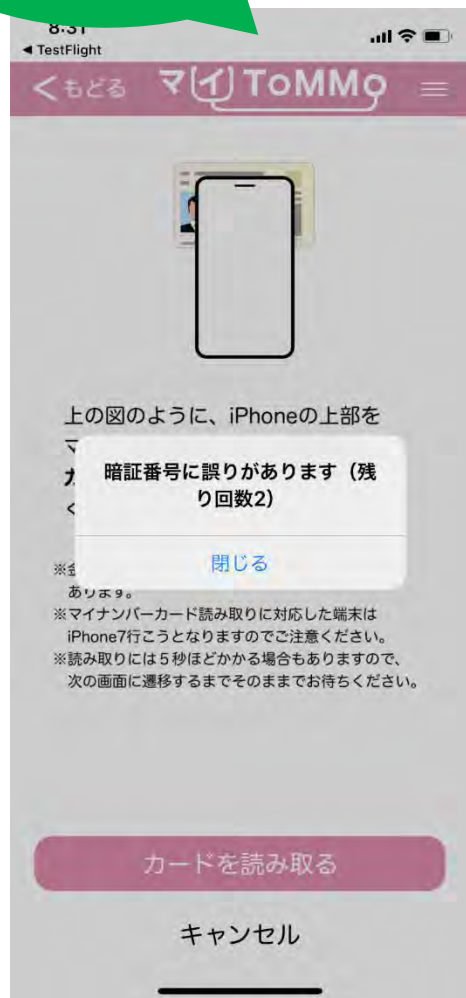 8:31
◀ TestFlight
もどる マイ ToMMo
上の図のように、iPhoneの上部を
暗証番号に誤りがあります（残
り回数2）
閉じる
あります。
※マイナンバーカード読み取りに対応した端末は
iPhone7行こうとなりますのでご注意ください。
※読み取りには５秒ほどかかる場合もありますので、
次の画面に遷移するまでそのままでお待ちください。
カードを読み取る
キャンセル